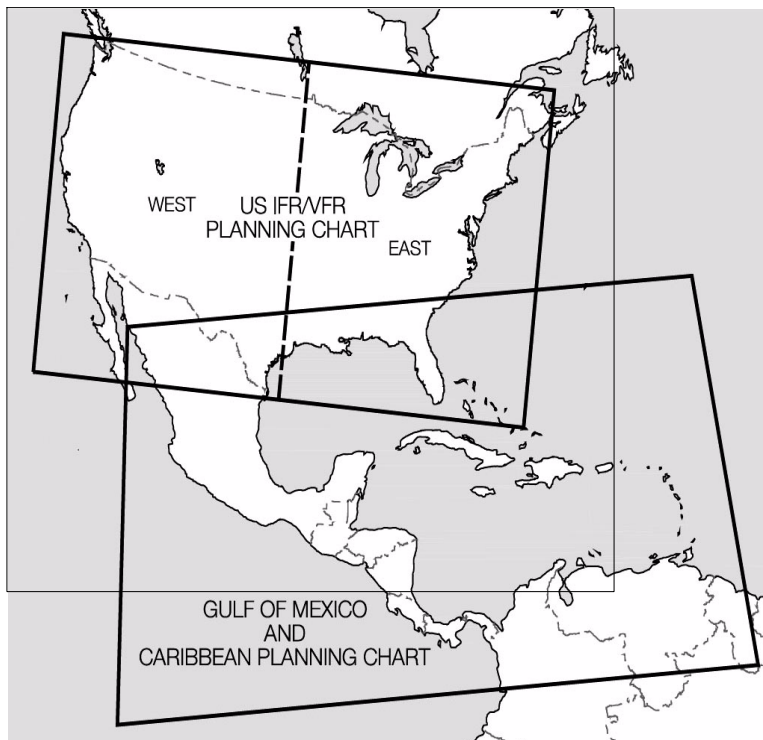 WEST
US IFR/VFR
PLANNING CHART
EAST
GULF OF MEXICO
AND
CARIBBEAN PLANNING CHART